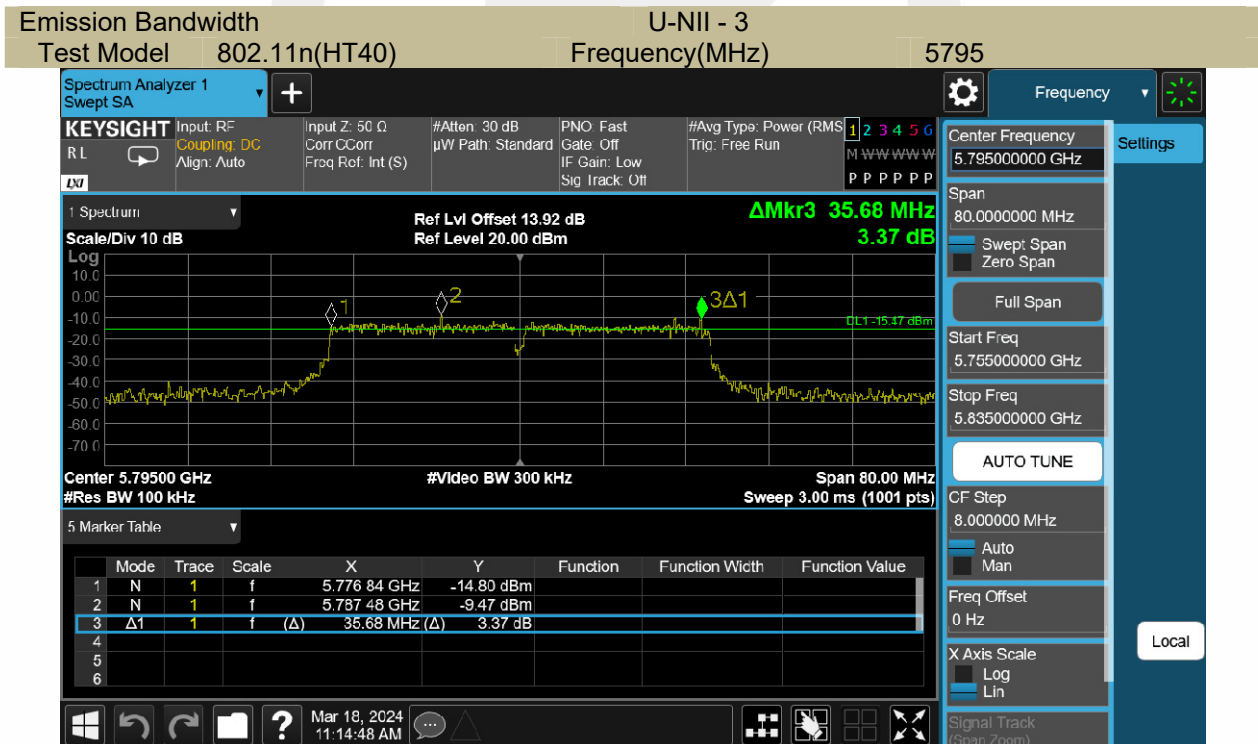 Emission Bandwidth U-NII - 3
Test Model 802.11n(HT40) Frequency(MHz) 5795
Spectrum Analyzer 1
Swept SA
+
Frequency
KEYSIGHT Input: RF Input Z: 50 Ω #Atten: 30 dB PNO: Fast #Avg Type: Power (RMS 1 2 3 4 5 6
R L Coupling: DC Corr CCorr µW Path: Standard Gate: Off Trig: Free Run
Align: Auto Freq Ref: Int (S) IF Gain: Low M W W W W W
LXI Sig Track: Off P P P P P P
Center Frequency
5.795000000 GHz
Settings
1 Spectrum
Ref Lvl Offset 13.92 dB
ΔMkr3 35.68 MHz
Scale/Div 10 dB Ref Level 20.00 dBm 3.37 dB
Log
10.0
0.00
-10.0
-20.0
-30.0
-40.0
-50.0
-60.0
-70.0
1
2
3Δ1
DL1 -15.47 dBm
Center 5.79500 GHz #Video BW 300 kHz Span 80.00 MHz
#Res BW 100 kHz Sweep 3.00 ms (1001 pts)
Span
80.0000000 MHz
Swept Span
Zero Span
Full Span
Start Freq
5.755000000 GHz
Stop Freq
5.835000000 GHz
AUTO TUNE
CF Step
8.000000 MHz
Auto
Man
Freq Offset
0 Hz
X Axis Scale
Log
Lin
Signal Track
(Span Zoom)
Local
5 Marker Table
Mode Trace Scale X Y Function Function Width Function Value
1 N 1 f 5.776 84 GHz -14.80 dBm
2 N 1 f 5.787 48 GHz -9.47 dBm
3 Δ1 1 f (Δ) 35.68 MHz (Δ) 3.37 dB
4
5
6
?
Mar 18, 2024
11:14:48 AM